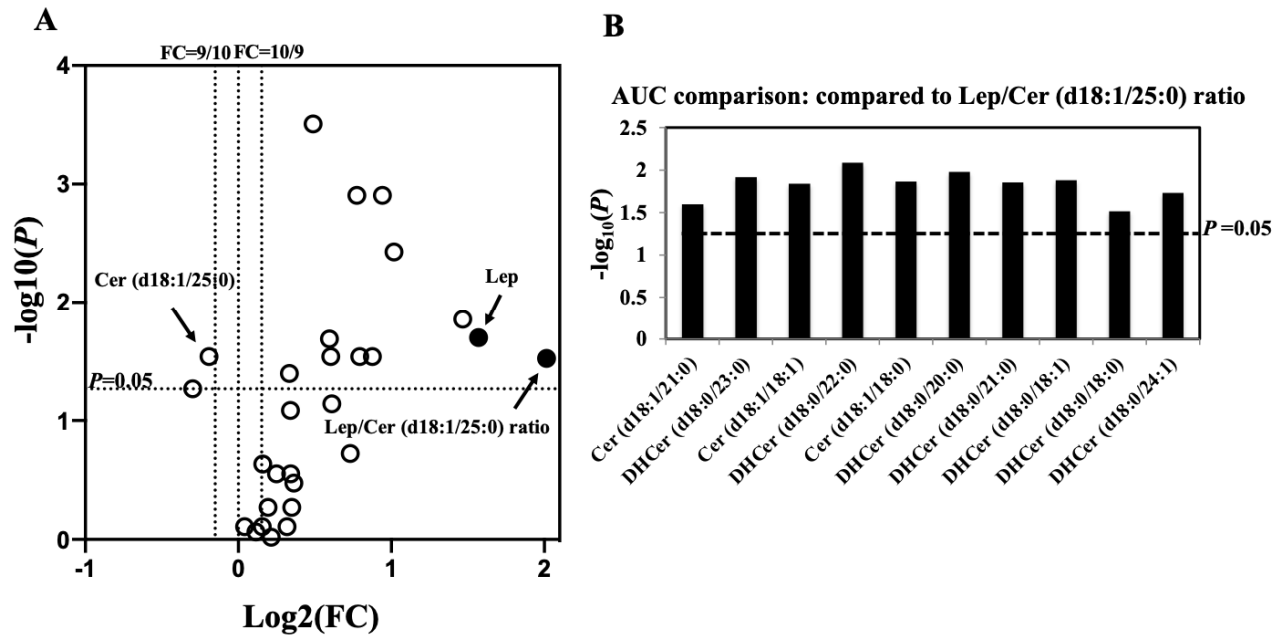 A
FC=9/10 FC=10/9
4
3
2
1
0
-log10(P)
Cer (d18:1/25:0)
Lep
P=0.05
Lep/Cer (d18:1/25:0) ratio
-1
0
1
2
Log2(FC)
B
AUC comparison: compared to Lep/Cer (d18:1/25:0) ratio
2.5
2
1.5
1
0.5
0
-log10(P)
P =0.05
Cer (d18:1/21:0)
DHCer (d18:0/23:0)
Cer (d18:1/18:1)
DHCer (d18:0/22:0)
Cer (d18:1/18:0)
DHCer (d18:0/20:0)
DHCer (d18:0/21:0)
DHCer (d18:0/18:1)
DHCer (d18:0/18:0)
DHCer (d18:0/24:1)